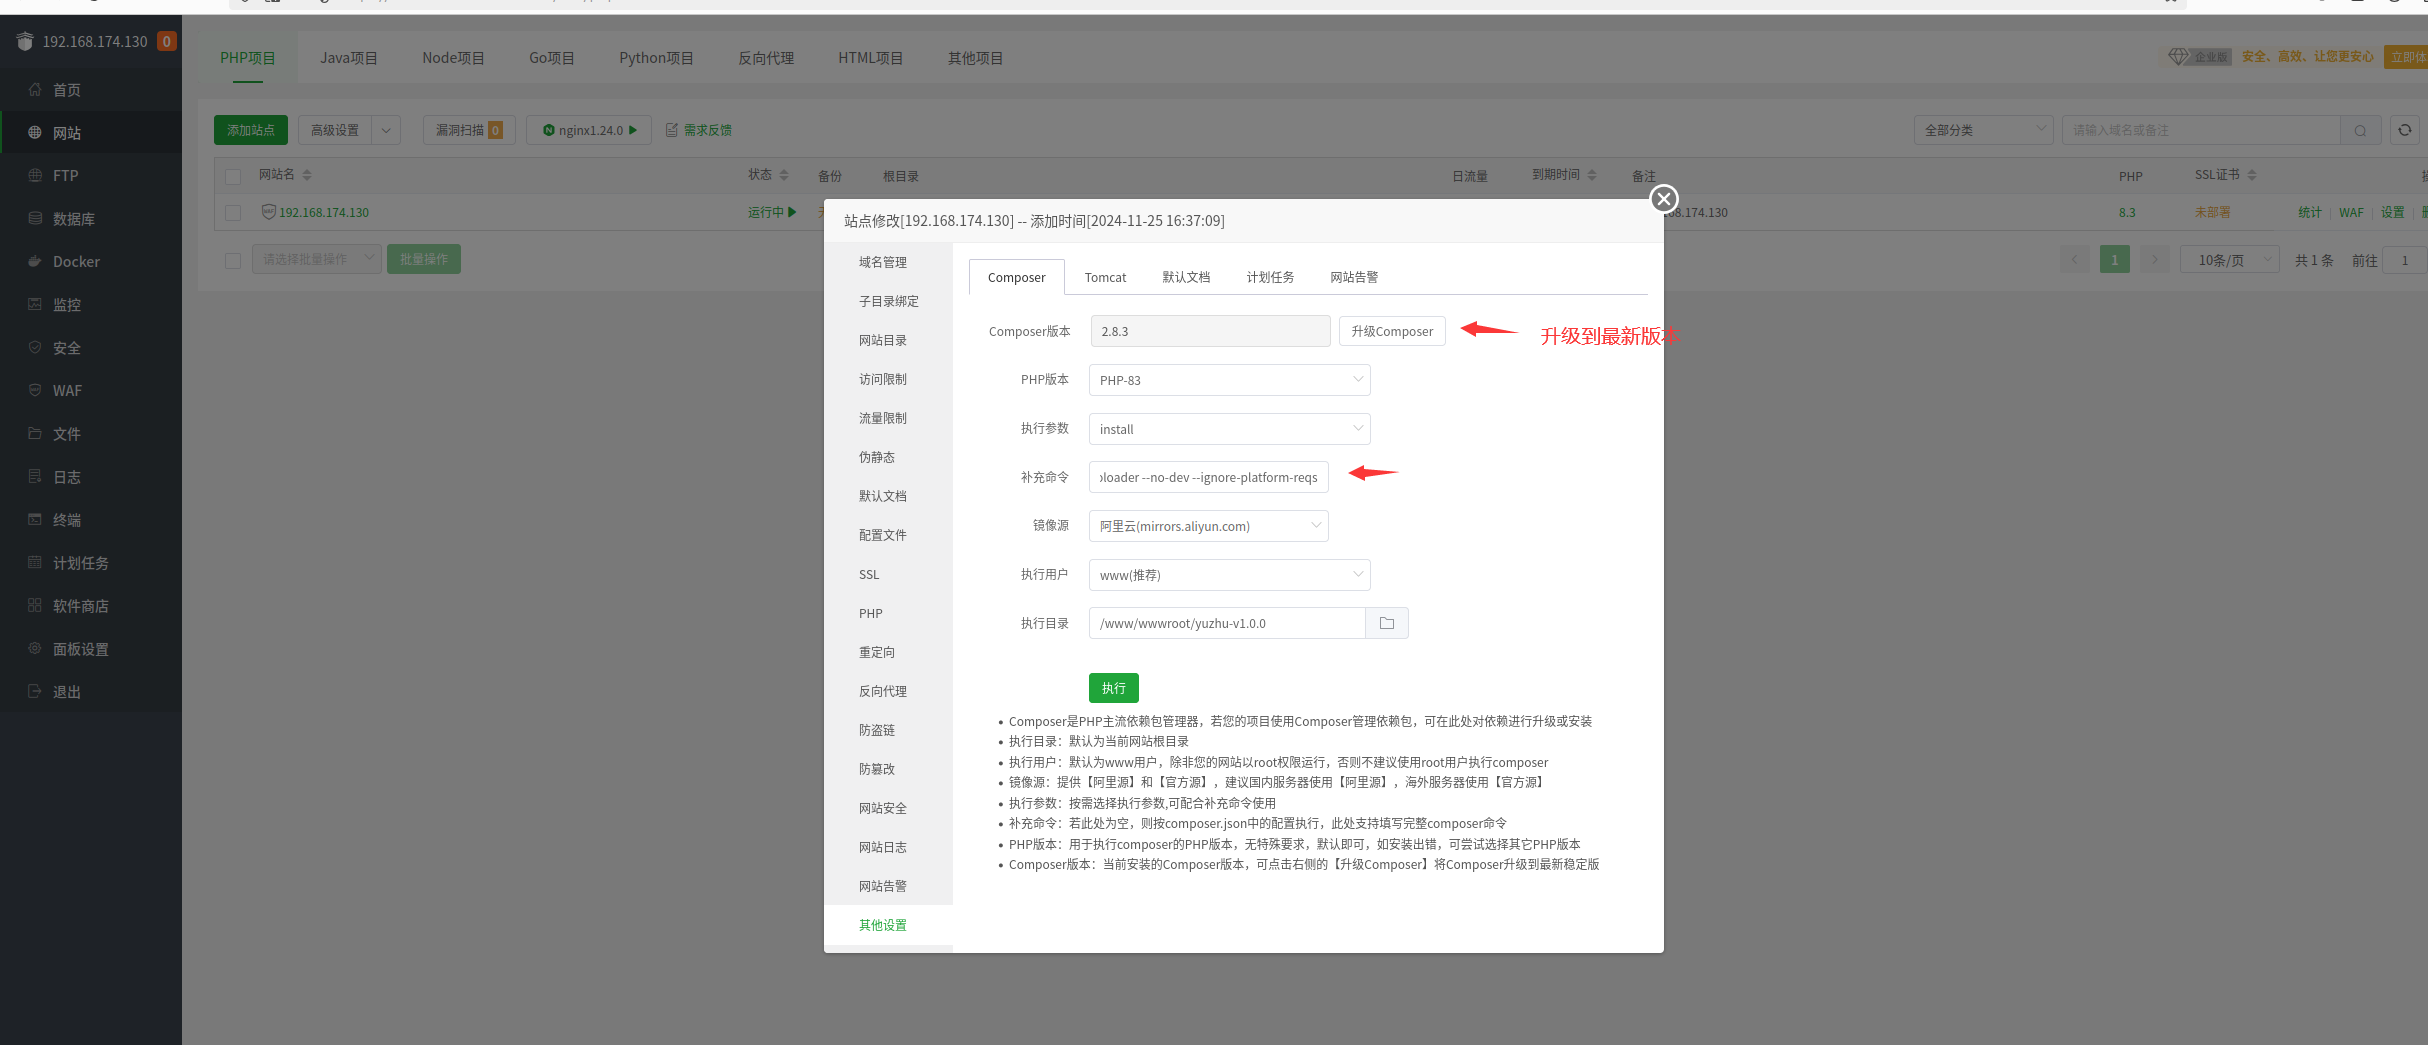 192.168.174.130 0
首页
网站
FTP
数据库
Docker
监控
安全
WAF
文件
日志
终端
计划任务
软件商店
面板设置
退出
PHP项目 Java项目 Node项目 Go项目 Python项目 反向代理 HTML项目 其他项目
企业版 安全、高效、让您更安心 立即体
添加站点 高级设置 漏洞扫描 0 nginx1.24.0 需求反馈
全部分类 请输入域名或备注
网站名 状态 备份 根目录 日流量 到期时间 备注 PHP SSL证书
192.168.174.130 运行中 .168.174.130 8.3 未部署 统计 WAF 设置
请选择批量操作 批量操作
1 10条/页 共 1 条 前往 1
站点修改[192.168.174.130] -- 添加时间[2024-11-25 16:37:09]
域名管理
子目录绑定
网站目录
访问限制
流量限制
伪静态
默认文档
配置文件
SSL
PHP
重定向
反向代理
防盗链
防篡改
网站安全
网站日志
网站告警
其他设置
Composer Tomcat 默认文档 计划任务 网站告警
Composer版本 2.8.3 升级Composer 升级到最新版本
PHP版本 PHP-83
执行参数 install
补充命令 oloader --no-dev --ignore-platform-reqs
镜像源 阿里云(mirrors.aliyun.com)
执行用户 www(推荐)
执行目录 /www/wwwroot/yuzhu-v1.0.0
执行
• Composer是PHP主流依赖包管理器，若您的项目使用Composer管理依赖包，可在此处对依赖进行升级或安装
• 执行目录：默认为当前网站根目录
• 执行用户：默认为www用户，除非您的网站以root权限运行，否则不建议使用root用户执行composer
• 镜像源：提供【阿里源】和【官方源】，建议国内服务器使用【阿里源】，海外服务器使用【官方源】
• 执行参数：按需选择执行参数,可配合补充命令使用
• 补充命令：若此处为空，则按composer.json中的配置执行，此处支持填写完整composer命令
• PHP版本：用于执行composer的PHP版本，无特殊要求，默认即可，如安装出错，可尝试选择其它PHP版本
• Composer版本：当前安装的Composer版本，可点击右侧的【升级Composer】将Composer升级到最新稳定版